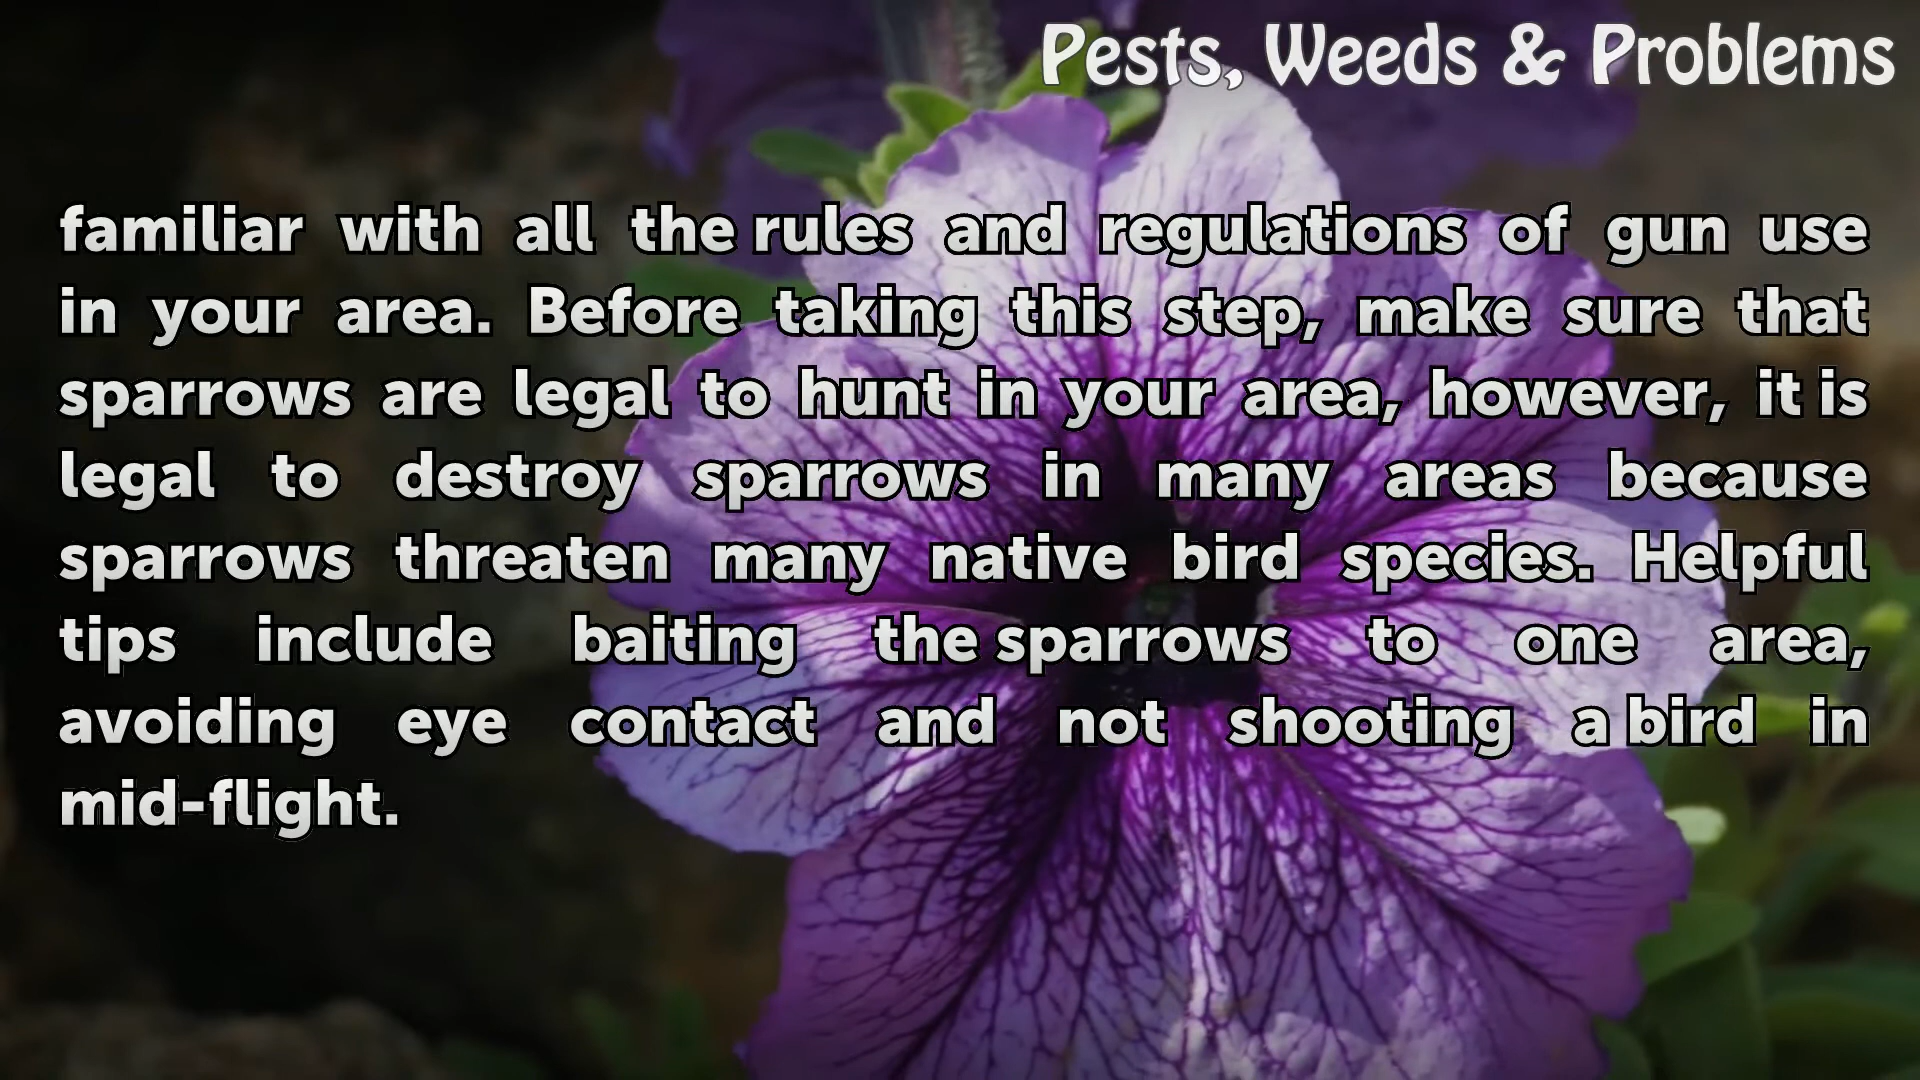 Pests, Weeds & Problems
familiar with all the rules and regulations of gun use
in your area. Before taking this step, make sure that
sparrows are legal to hunt in your area, however, it is
legal to destroy sparrows in many areas because
sparrows threaten many native bird species. Helpful
tips include baiting the sparrows to one area,
avoiding eye contact and not shooting a bird in
mid-flight.